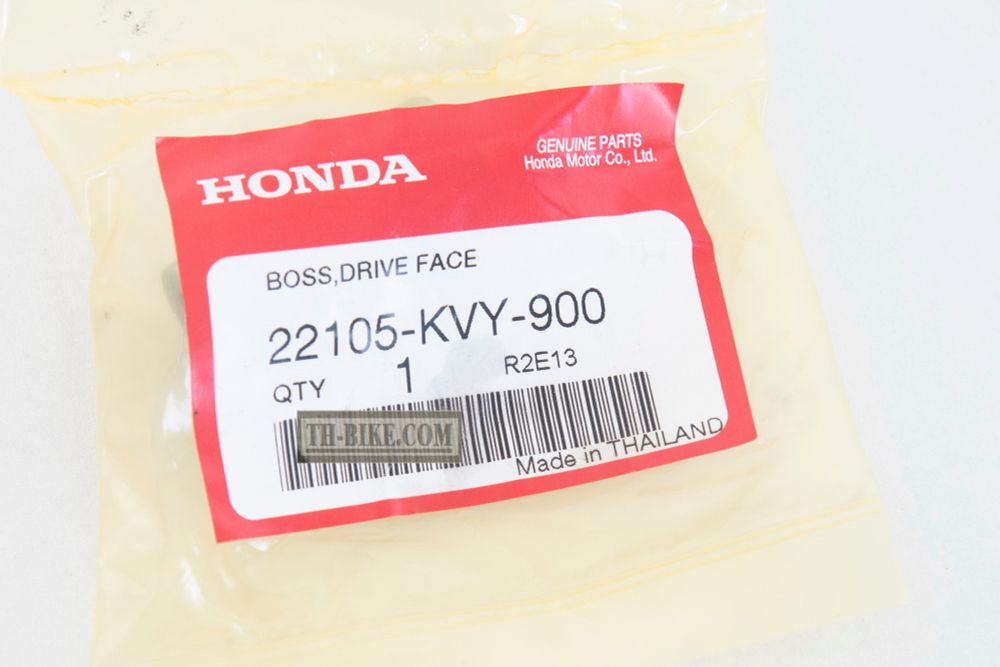 HONDA
GENUINE PARTS
Honda Motor Co., Ltd.
BOSS,DRIVE FACE
22105-KVY-900
QTY 1 R2E13
TH-BIKE.COM
Made in THAILAND